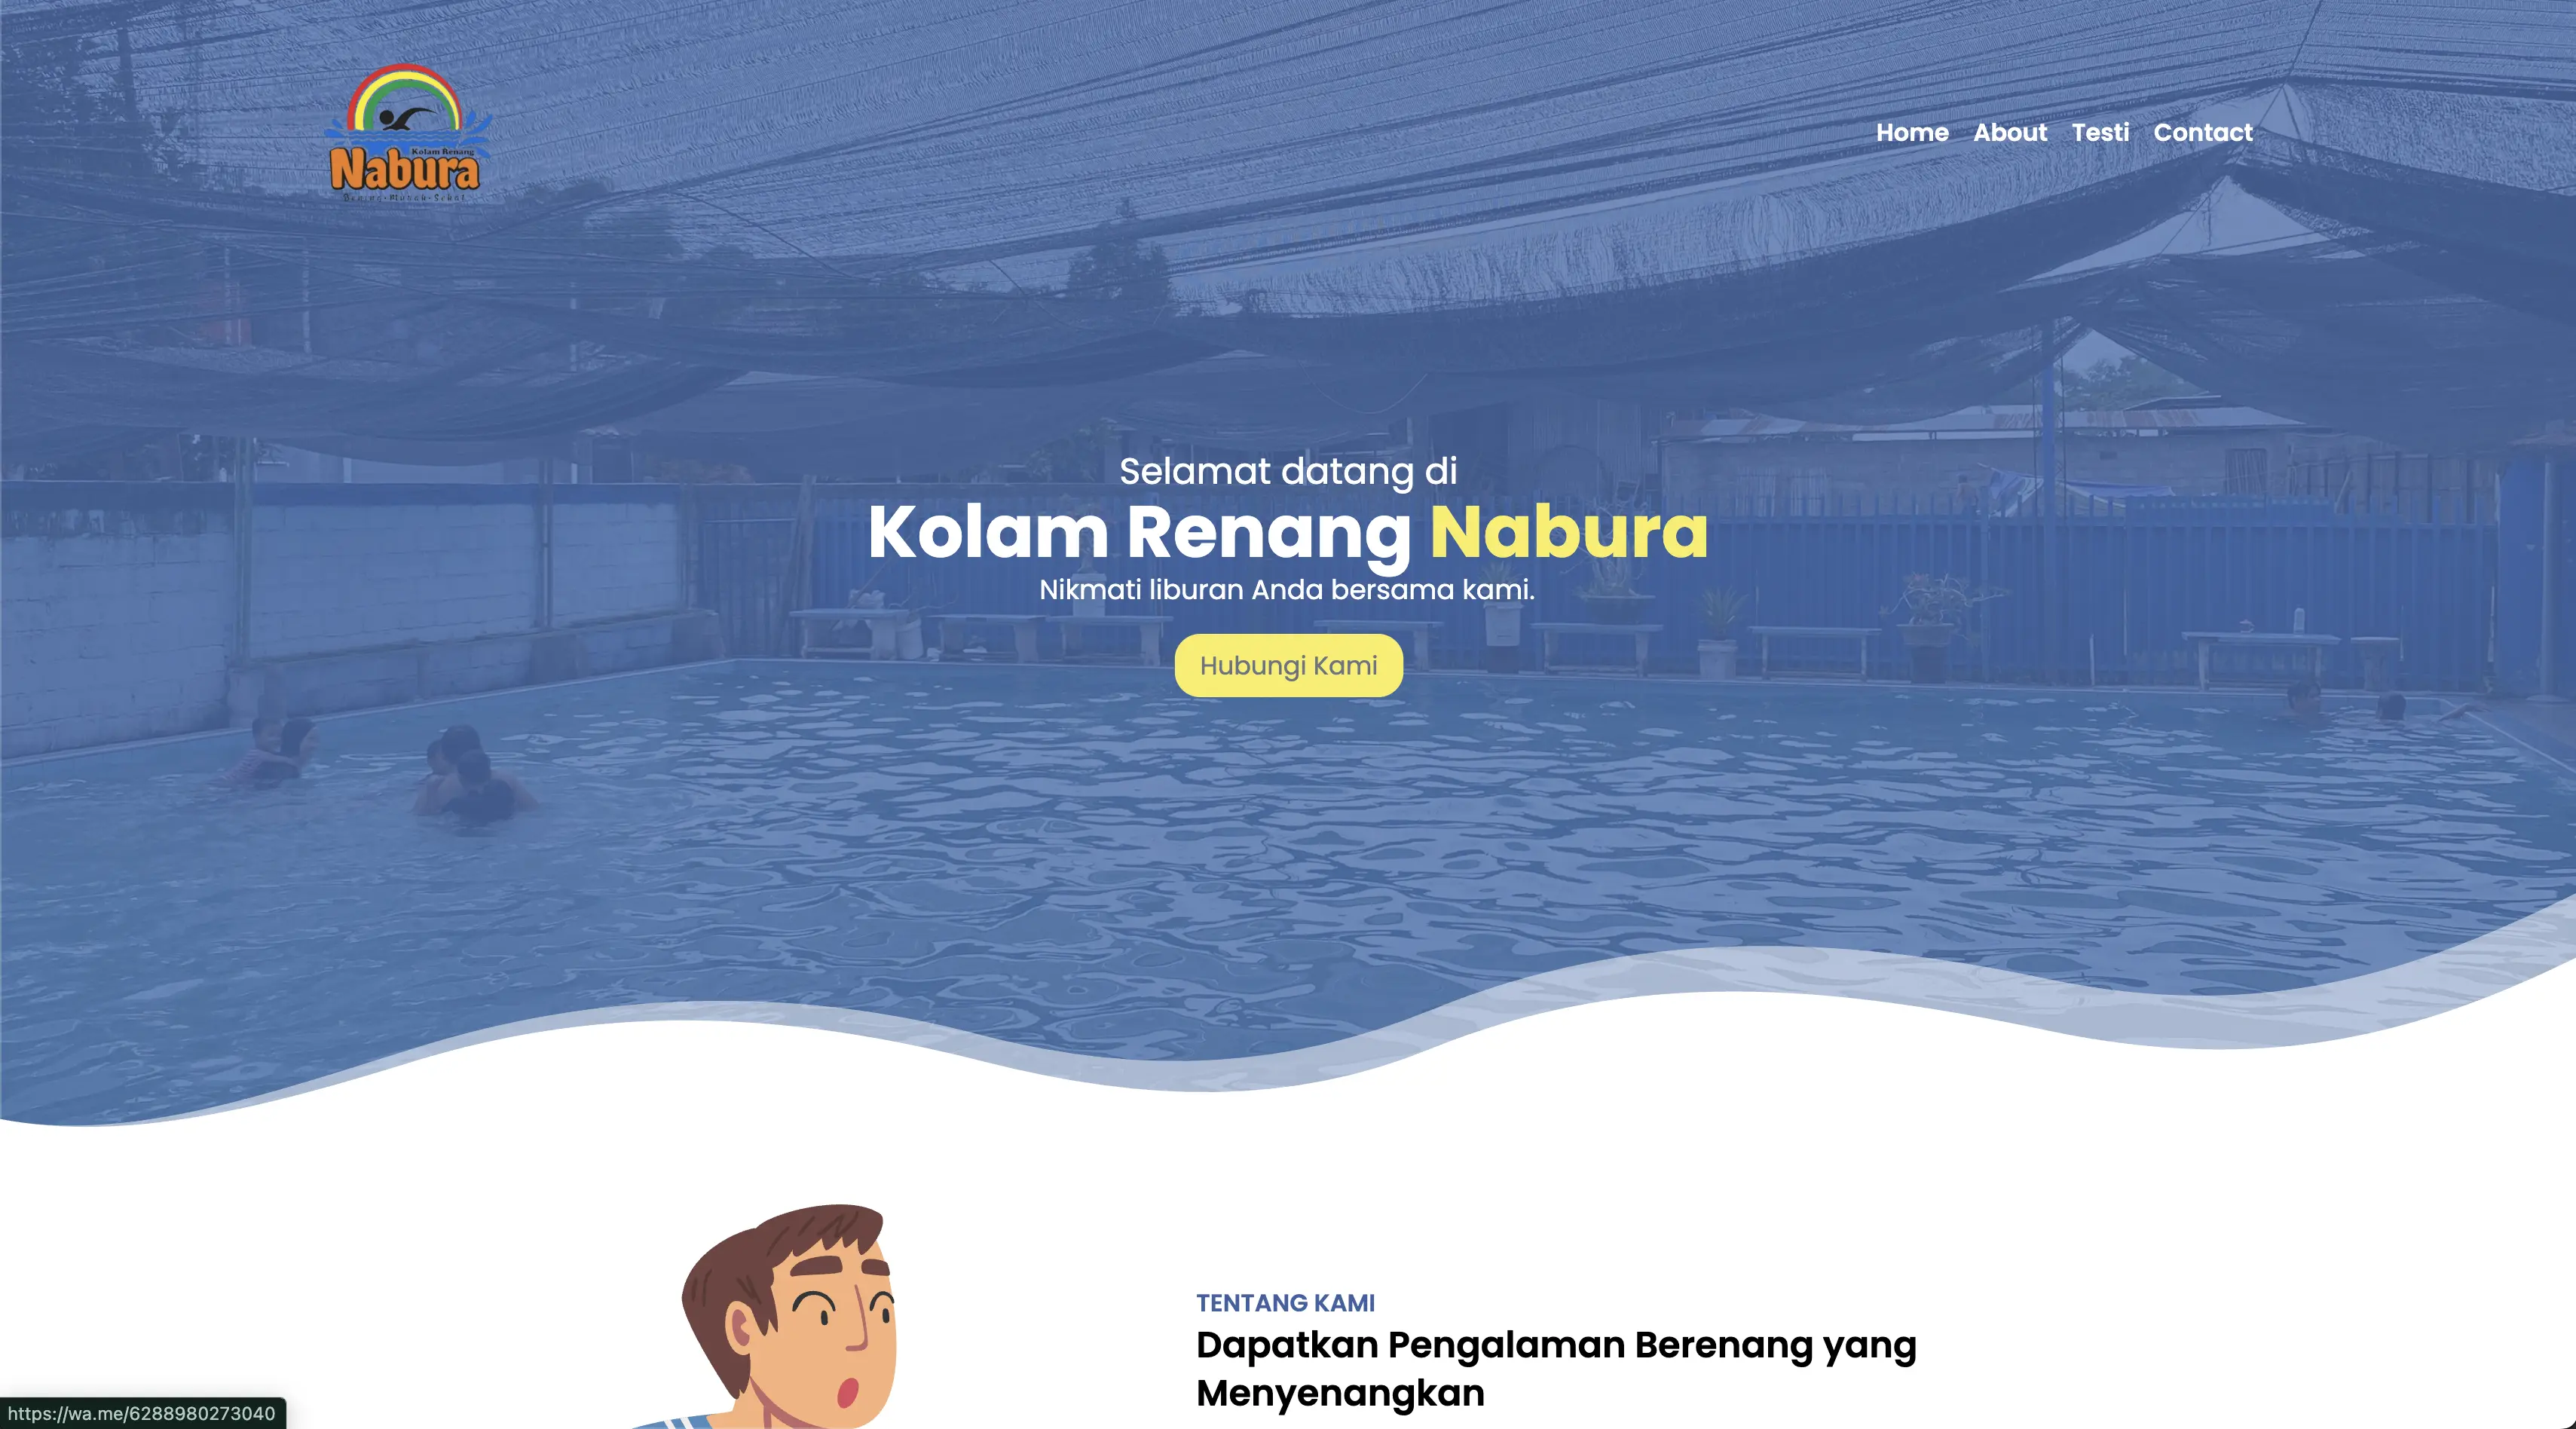 Kolam Renang
Nabura
Home About Testi Contact
Selamat datang di
Kolam Renang Nabura
Nikmati liburan Anda bersama kami.
Hubungi Kami
TENTANG KAMI
Dapatkan Pengalaman Berenang yang
Menyenangkan
https://wa.me/6288980273040